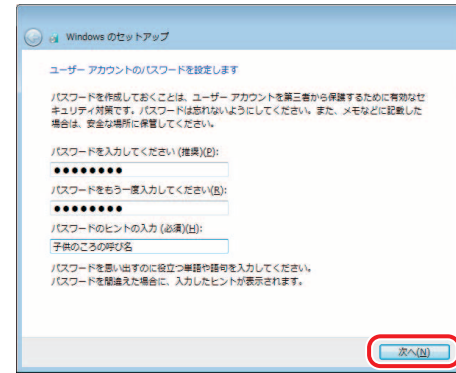 Windows のセットアップ
ユーザー アカウントのパスワードを設定します
パスワードを作成しておくことは、ユーザー アカウントを第三者から保護するために有効なセ
キュリティ対策です。パスワードは忘れないようにしてください。また、メモなどに記載した
場合は、安全な場所に保管してください。
パスワードを入力してください (推奨)(P):
●●●●●●●●
パスワードをもう一度入力してください(R):
●●●●●●●●
パスワードのヒントの入力 (必須)(H):
子供のころの呼び名
パスワードを思い出すのに役立つ単語や語句を入力してください。
パスワードを間違えた場合に、入力したヒントが表示されます。
次へ(N)